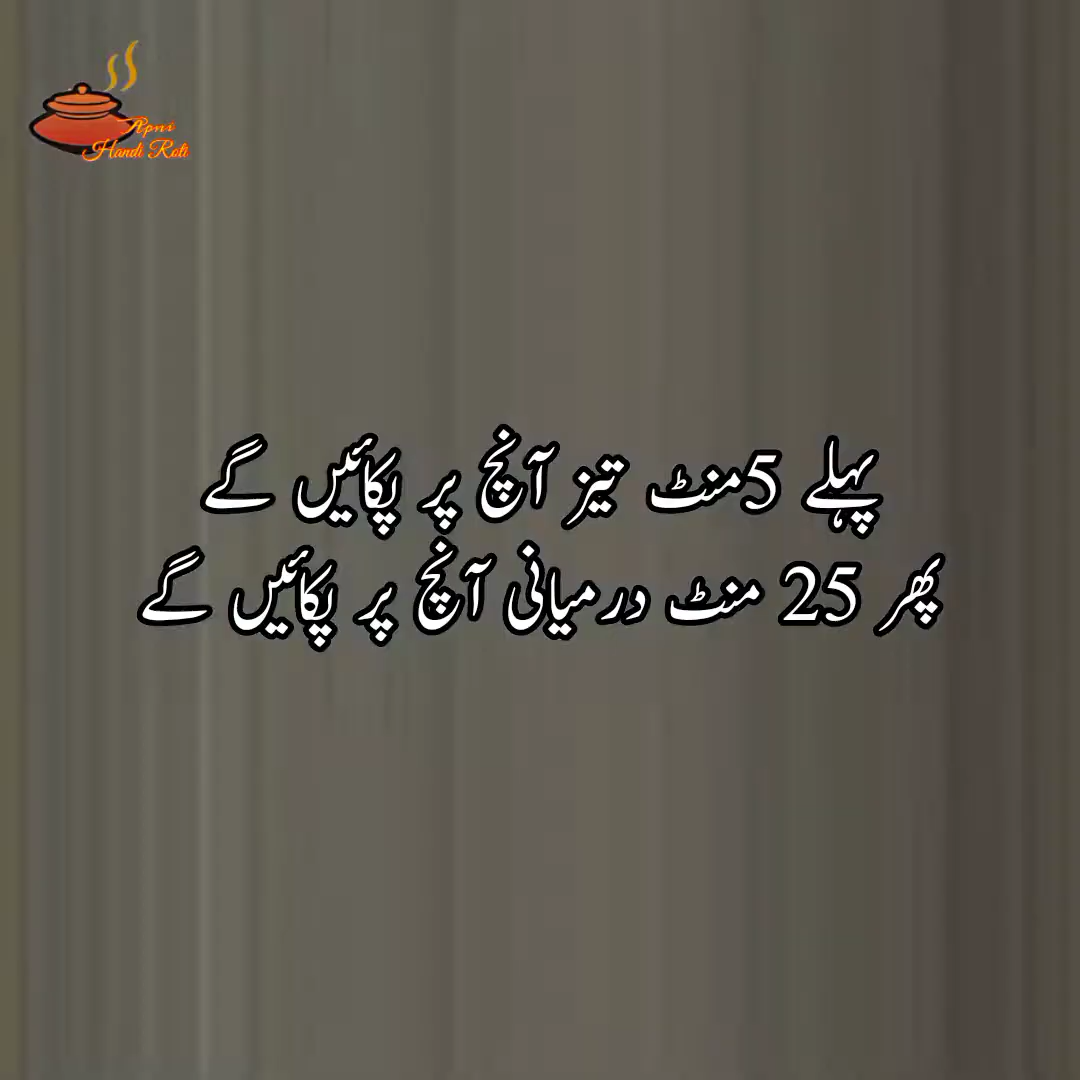 Apni
Handi Roti
پہلے 5منٹ تیز آنچ پر پکائیں گے
پھر 25 منٹ درمیانی آنچ پر پکائیں گے